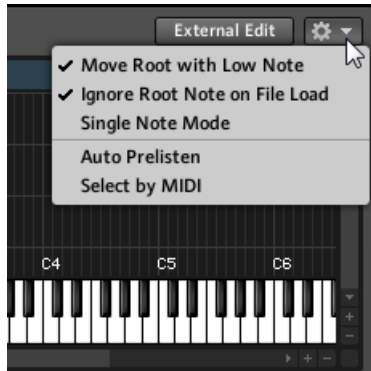 External Edit
✓ Move Root with Low Note
✓ Ignore Root Note on File Load
Single Note Mode
Auto Prelisten
Select by MIDI
C4 C5 C6